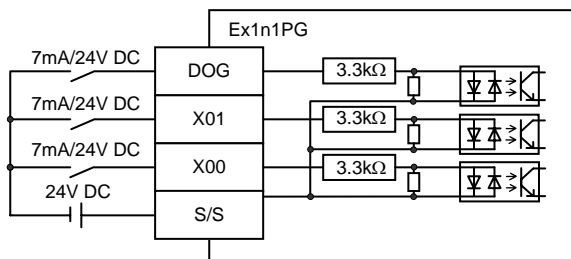 Ex1n1PG
7mA/24V DC
DOG
3.3kΩ
7mA/24V DC
X01
3.3kΩ
7mA/24V DC
X00
3.3kΩ
24V DC
S/S